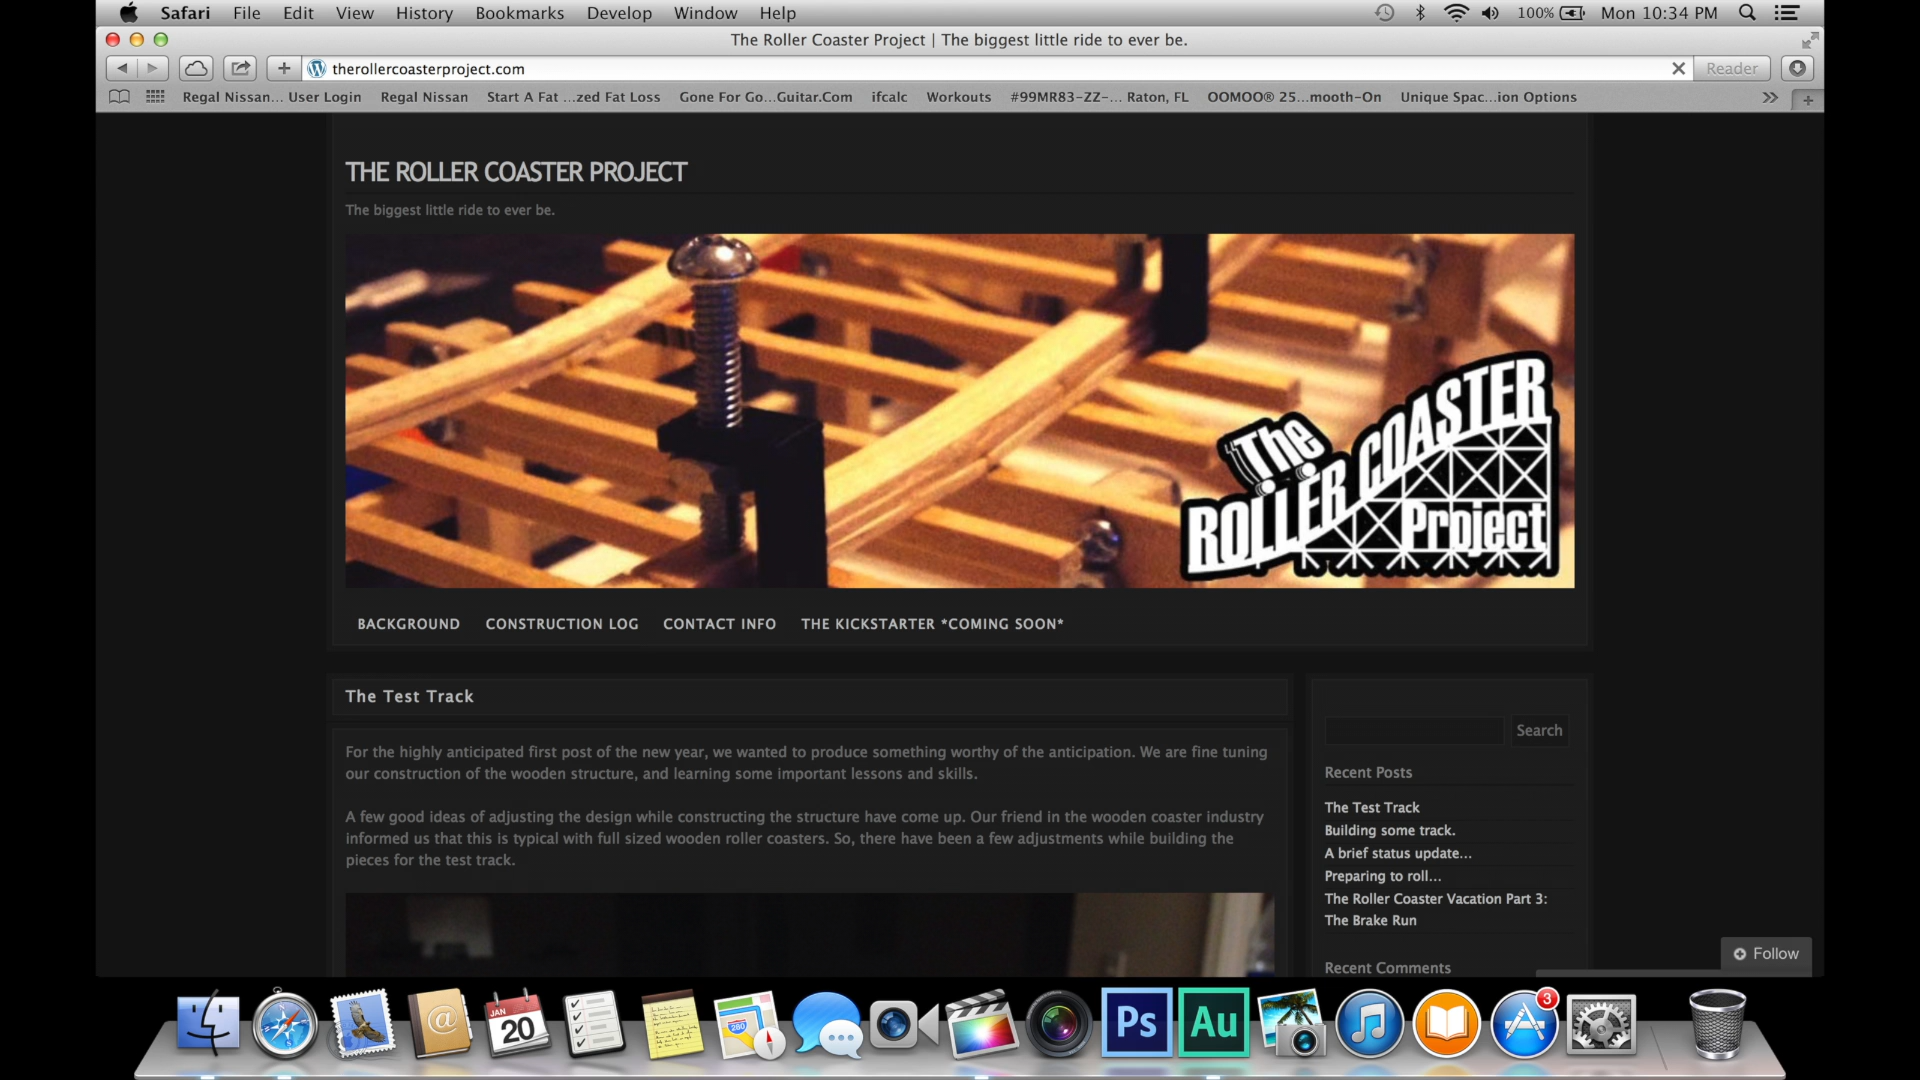 Safari File Edit View History Bookmarks Develop Window Help 100% Mon 10:34 PM
The Roller Coaster Project | The biggest little ride to ever be.
therollercoasterproject.com Reader
Regal Nissan... User Login Regal Nissan Start A Fat ...zed Fat Loss Gone For Go...Guitar.Com ifcalc Workouts #99MR83-ZZ-... Raton, FL OOMOO® 25...mooth-On Unique Spac...ion Options
THE ROLLER COASTER PROJECT
The biggest little ride to ever be.
The
ROLLER COASTER
Project
BACKGROUND CONSTRUCTION LOG CONTACT INFO THE KICKSTARTER *COMING SOON*
The Test Track
For the highly anticipated first post of the new year, we wanted to produce something worthy of the anticipation. We are fine tuning
our construction of the wooden structure, and learning some important lessons and skills.
A few good ideas of adjusting the design while constructing the structure have come up. Our friend in the wooden coaster industry
informed us that this is typical with full sized wooden roller coasters. So, there have been a few adjustments while building the
pieces for the test track.
Search
Recent Posts
The Test Track
Building some track.
A brief status update...
Preparing to roll...
The Roller Coaster Vacation Part 3:
The Brake Run
Recent Comments
Follow
JAN
20
280
Ps
Au
3